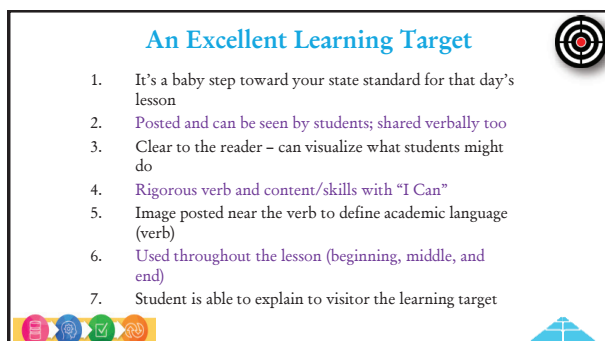 An Excellent Learning Target
1. It's a baby step toward your state standard for that day's
lesson
2. Posted and can be seen by students; shared verbally too
3. Clear to the reader – can visualize what students might
do
4. Rigorous verb and content/skills with “I Can”
5. Image posted near the verb to define academic language
(verb)
6. Used throughout the lesson (beginning, middle, and
end)
7. Student is able to explain to visitor the learning target